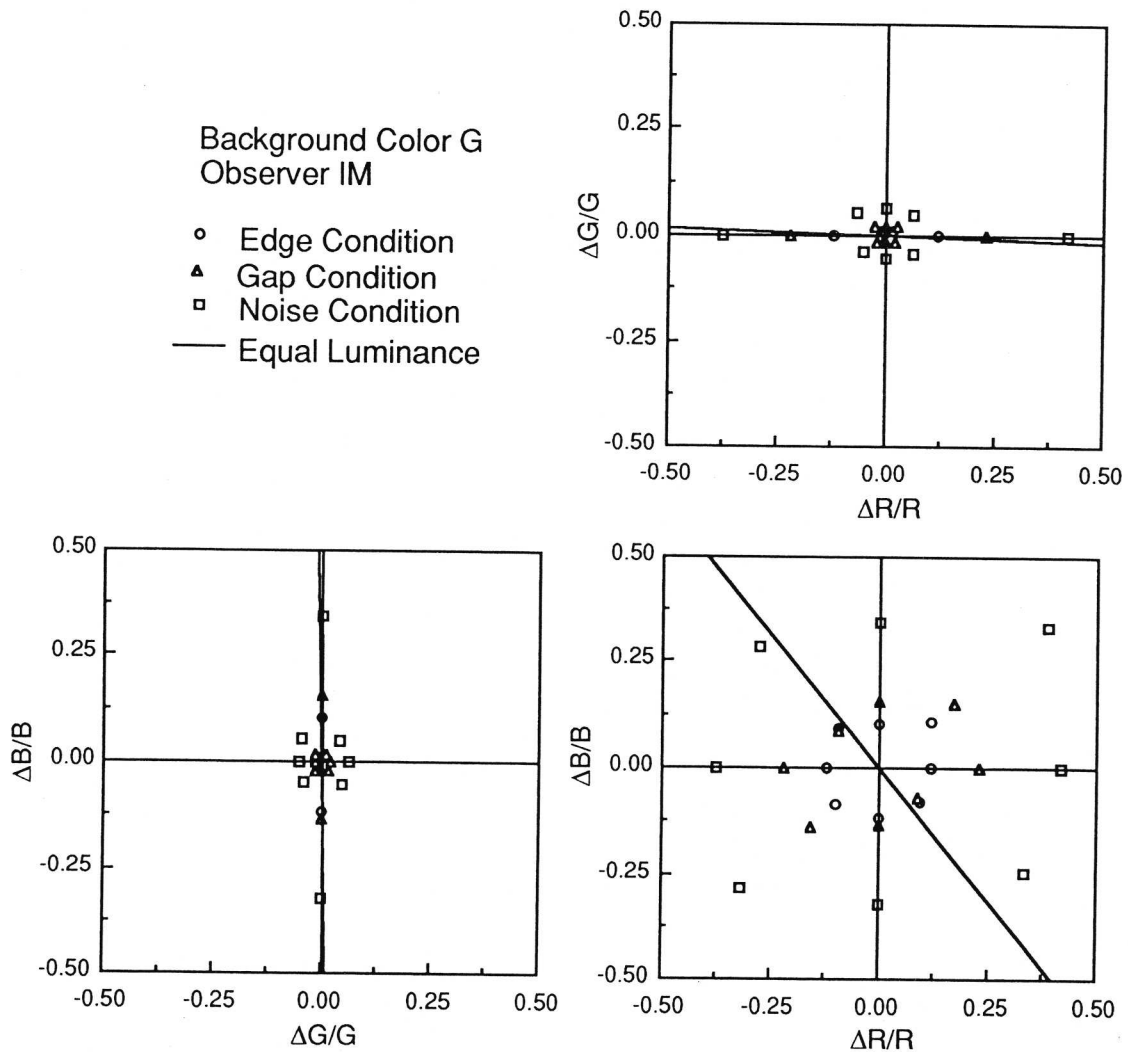 Background Color G
Observer IM
Edge Condition
Gap Condition
Noise Condition
Equal Luminance
0.50
0.25
0.00
-0.25
-0.50
ΔG/G
-0.50 -0.25 0.00 0.25 0.50
ΔR/R
0.50
0.25
0.00
-0.25
-0.50
ΔB/B
-0.50 -0.25 0.00 0.25 0.50
ΔG/G
0.50
0.25
0.00
-0.25
-0.50
ΔB/B
-0.50 -0.25 0.00 0.25 0.50
ΔR/R